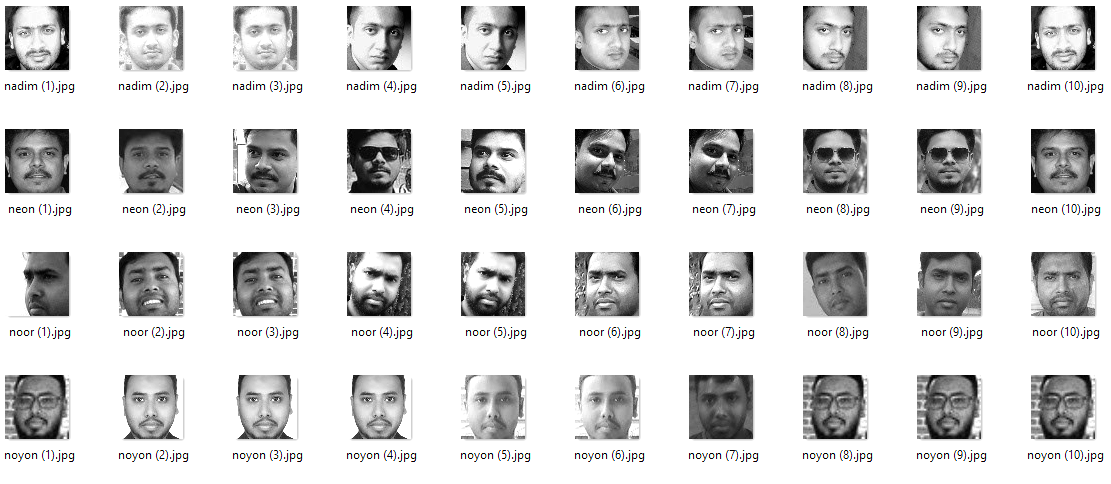 nadim (1).jpg nadim (2).jpg nadim (3).jpg nadim (4).jpg nadim (5).jpg nadim (6).jpg nadim (7).jpg nadim (8).jpg nadim (9).jpg nadim (10).jpg
neon (1).jpg neon (2).jpg neon (3).jpg neon (4).jpg neon (5).jpg neon (6).jpg neon (7).jpg neon (8).jpg neon (9).jpg neon (10).jpg
noor (1).jpg noor (2).jpg noor (3).jpg noor (4).jpg noor (5).jpg noor (6).jpg noor (7).jpg noor (8).jpg noor (9).jpg noor (10).jpg
noyon (1).jpg noyon (2).jpg noyon (3).jpg noyon (4).jpg noyon (5).jpg noyon (6).jpg noyon (7).jpg noyon (8).jpg noyon (9).jpg noyon (10).jpg